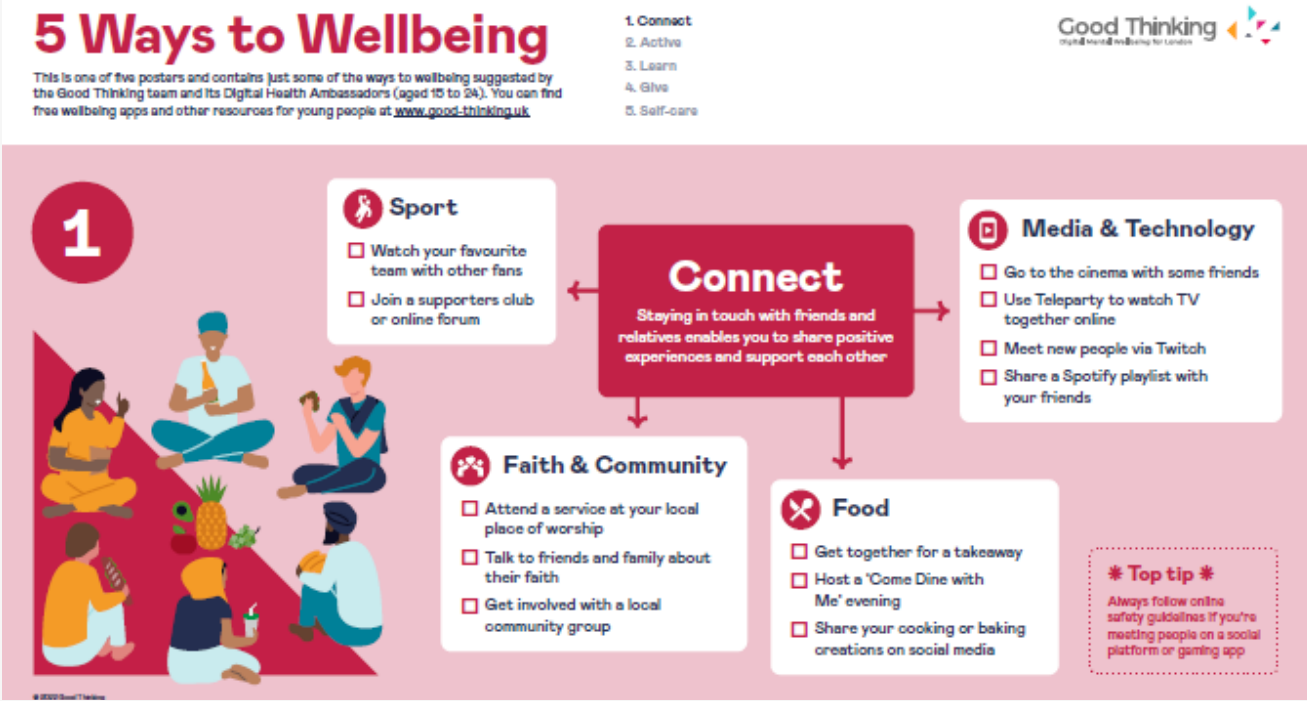 5 Ways to Wellbeing
This is one of five posters and contains just some of the ways to wellbeing suggested by
the Good Thinking team and its Digital Health Ambassadors (aged 15 to 24). You can find
free wellbeing apps and other resources for young people at www.good-thinking.uk
1. Connect
2. Active
3. Learn
4. Give
5. Self-care
Good Thinking
Digital Mental Wellbeing for London
1
Sport
Watch your favourite
team with other fans
Join a supporters club
or online forum
Connect
Staying in touch with friends and
relatives enables you to share positive
experiences and support each other
Media & Technology
Go to the cinema with some friends
Use Teleparty to watch TV
together online
Meet new people via Twitch
Share a Spotify playlist with
your friends
Faith & Community
Attend a service at your local
place of worship
Talk to friends and family about
their faith
Get involved with a local
community group
Food
Get together for a takeaway
Host a 'Come Dine with
Me' evening
Share your cooking or baking
creations on social media
* Top tip *
Always follow online
safety guidelines if you're
meeting people on a social
platform or gaming app
© 2022 Good Thinking